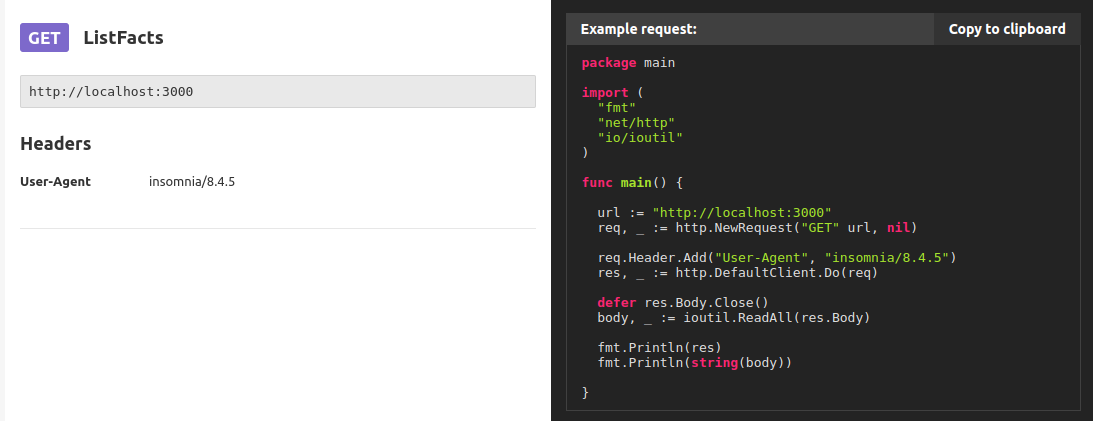 GET ListFacts
http://localhost:3000
Headers
User-Agent insomnia/8.4.5
Example request: Copy to clipboard
package main
import (
"fmt"
"net/http"
"io/ioutil"
)
func main() {
url := "http://localhost:3000"
req, _ := http.NewRequest("GET" url, nil)
req.Header.Add("User-Agent", "insomnia/8.4.5")
res, _ := http.DefaultClient.Do(req)
defer res.Body.Close()
body, _ := ioutil.ReadAll(res.Body)
fmt.Println(res)
fmt.Println(string(body))
}